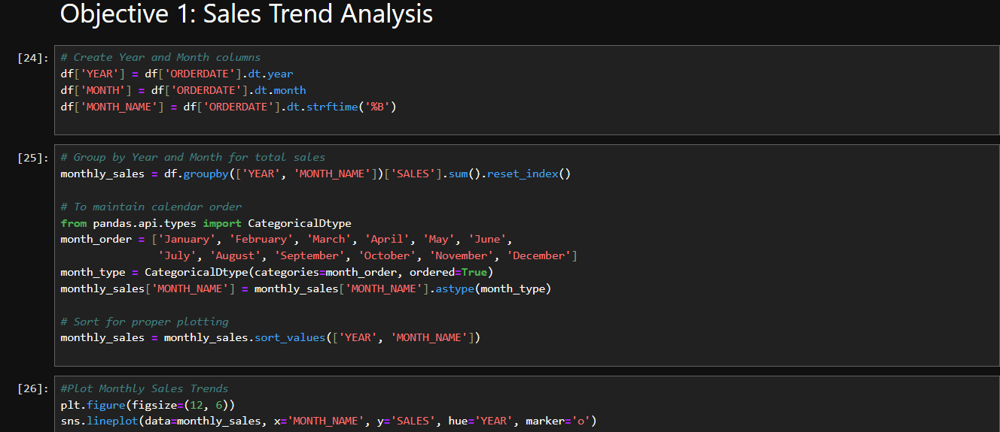 Objective 1: Sales Trend Analysis
[24]:
# Create Year and Month columns
df['YEAR'] = df['ORDERDATE'].dt.year
df['MONTH'] = df['ORDERDATE'].dt.month
df['MONTH_NAME'] = df['ORDERDATE'].dt.strftime('%B')
[25]:
# Group by Year and Month for total sales
monthly_sales = df.groupby(['YEAR', 'MONTH_NAME'])['SALES'].sum().reset_index()
# To maintain calendar order
from pandas.api.types import CategoricalDtype
month_order = ['January', 'February', 'March', 'April', 'May', 'June',
'July', 'August', 'September', 'October', 'November', 'December']
month_type = CategoricalDtype(categories=month_order, ordered=True)
monthly_sales['MONTH_NAME'] = monthly_sales['MONTH_NAME'].astype(month_type)
# Sort for proper plotting
monthly_sales = monthly_sales.sort_values(['YEAR', 'MONTH_NAME'])
[26]:
#Plot Monthly Sales Trends
plt.figure(figsize=(12, 6))
sns.lineplot(data=monthly_sales, x='MONTH_NAME', y='SALES', hue='YEAR', marker='o')